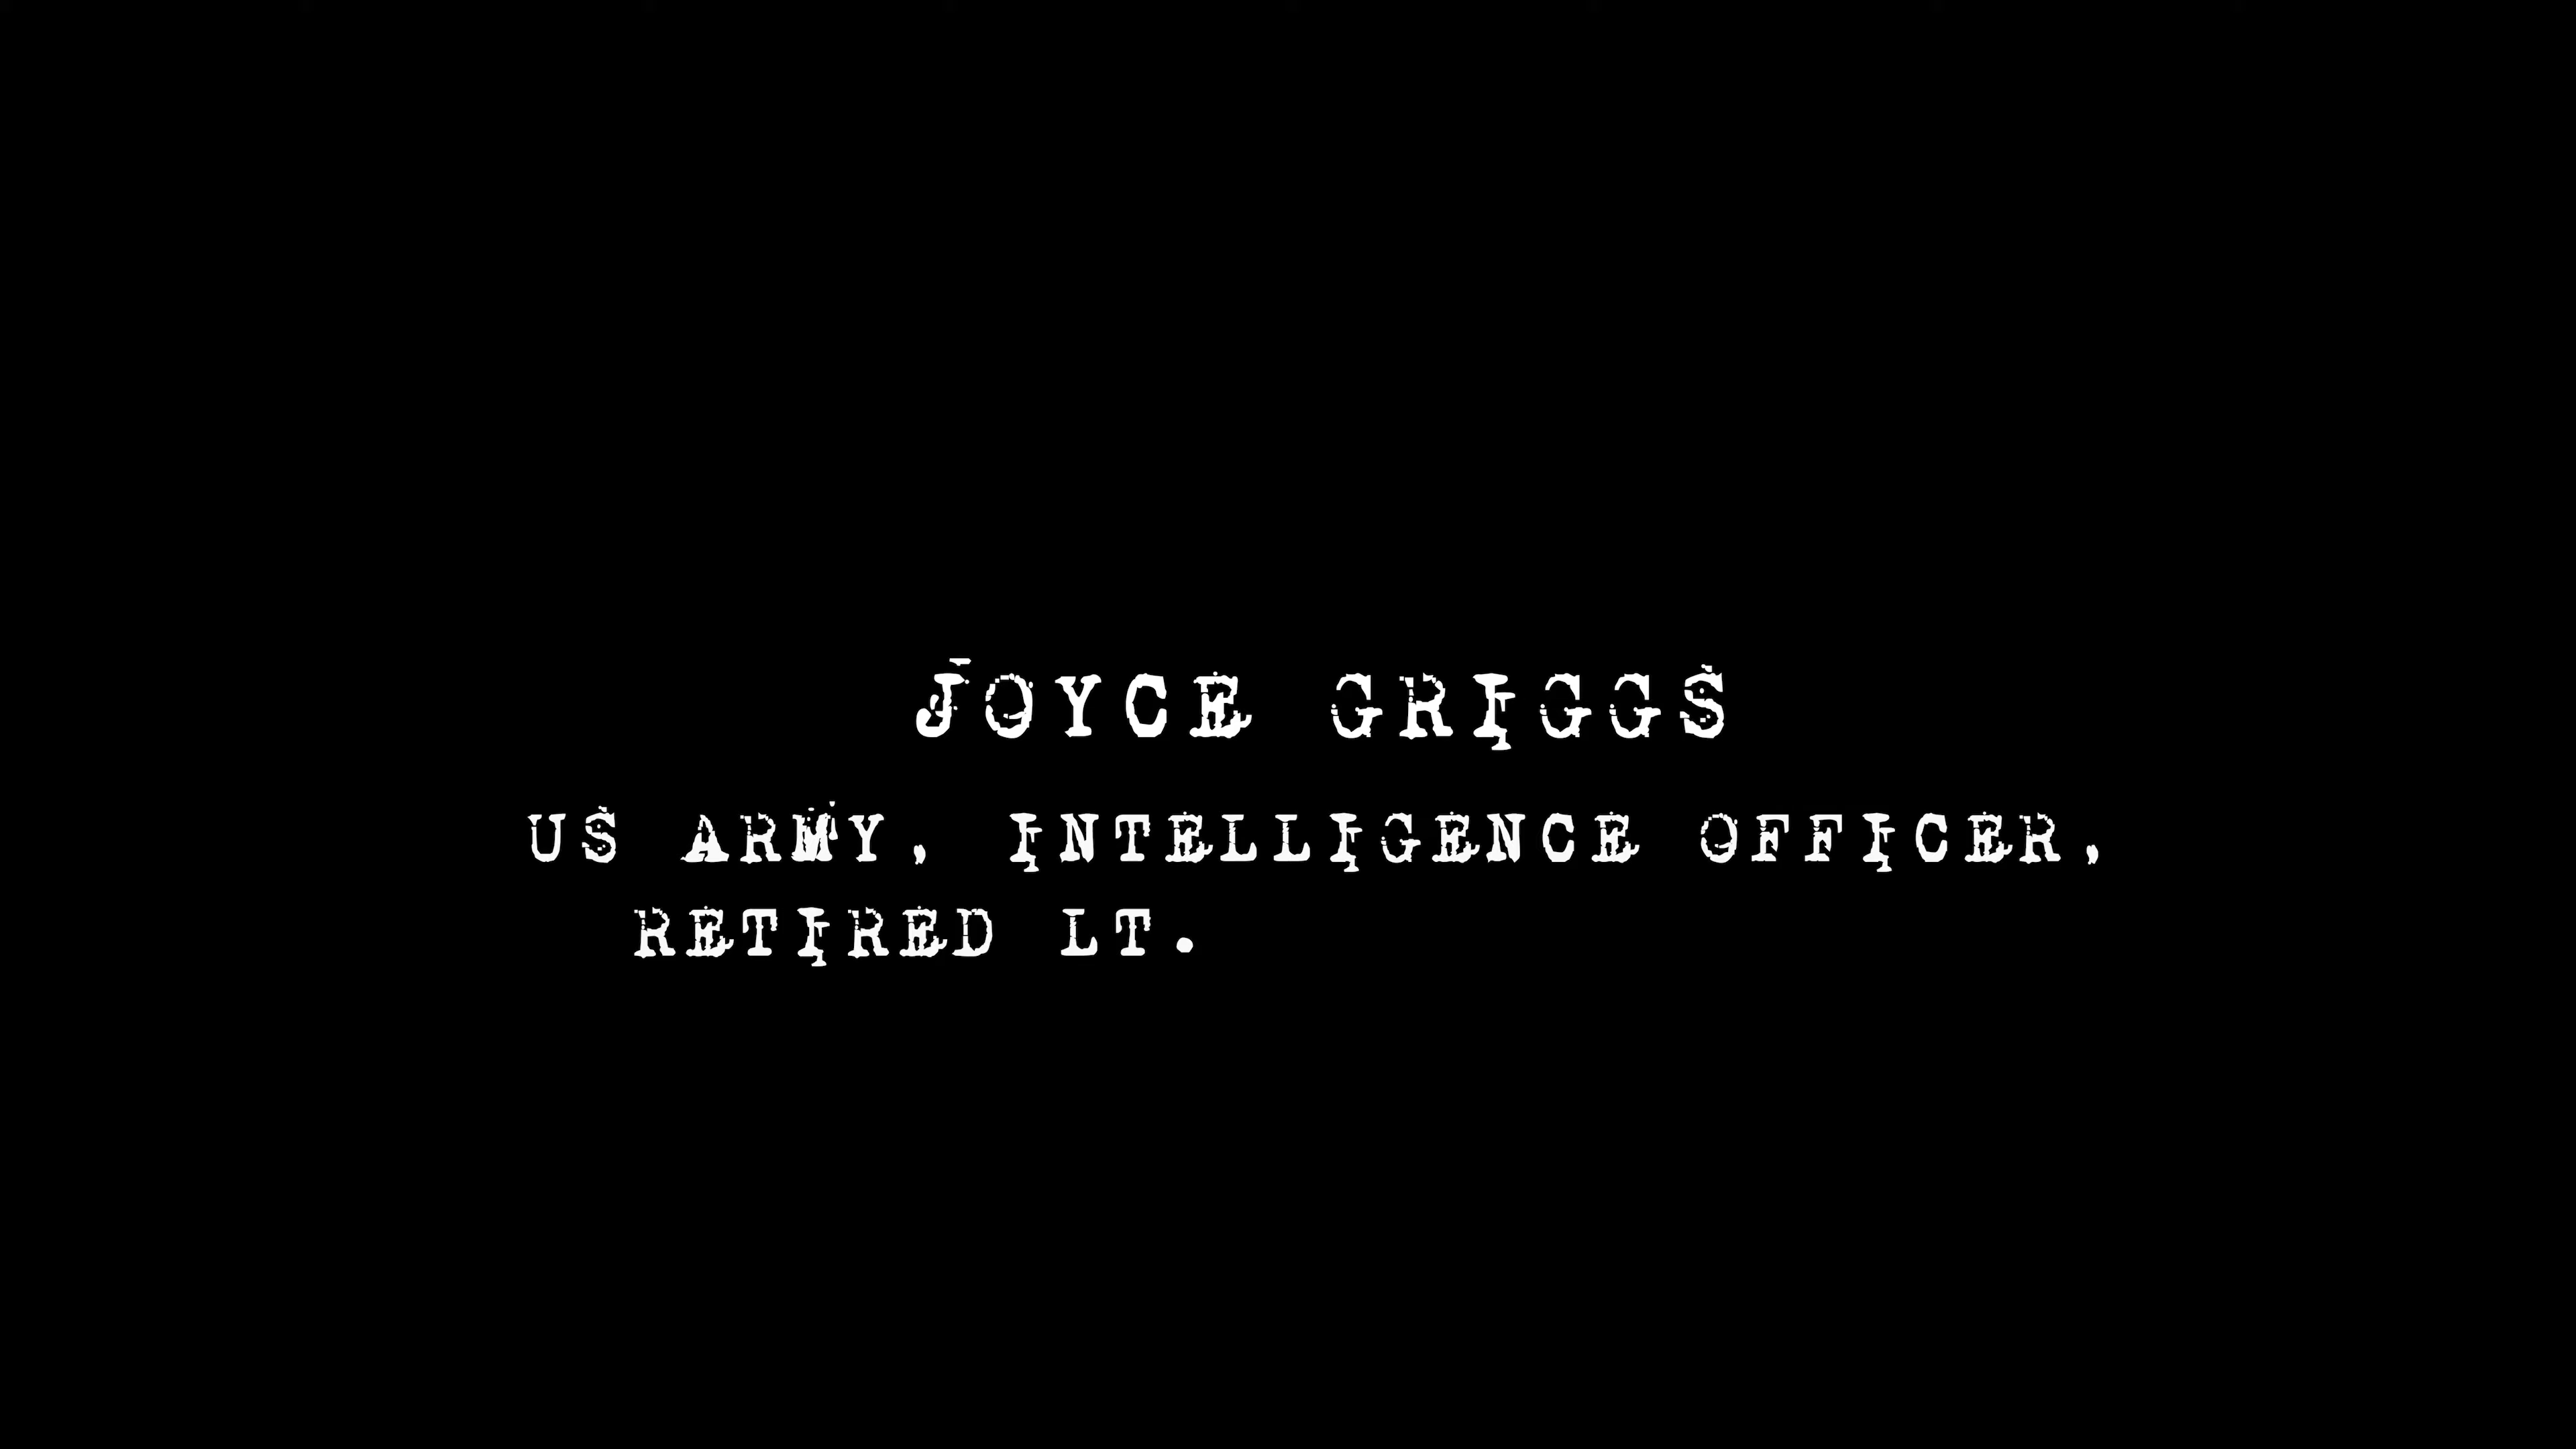 JOYCE GRIGGS
US ARMY, INTELLIGENCE OFFICER,
RETIRED LT.